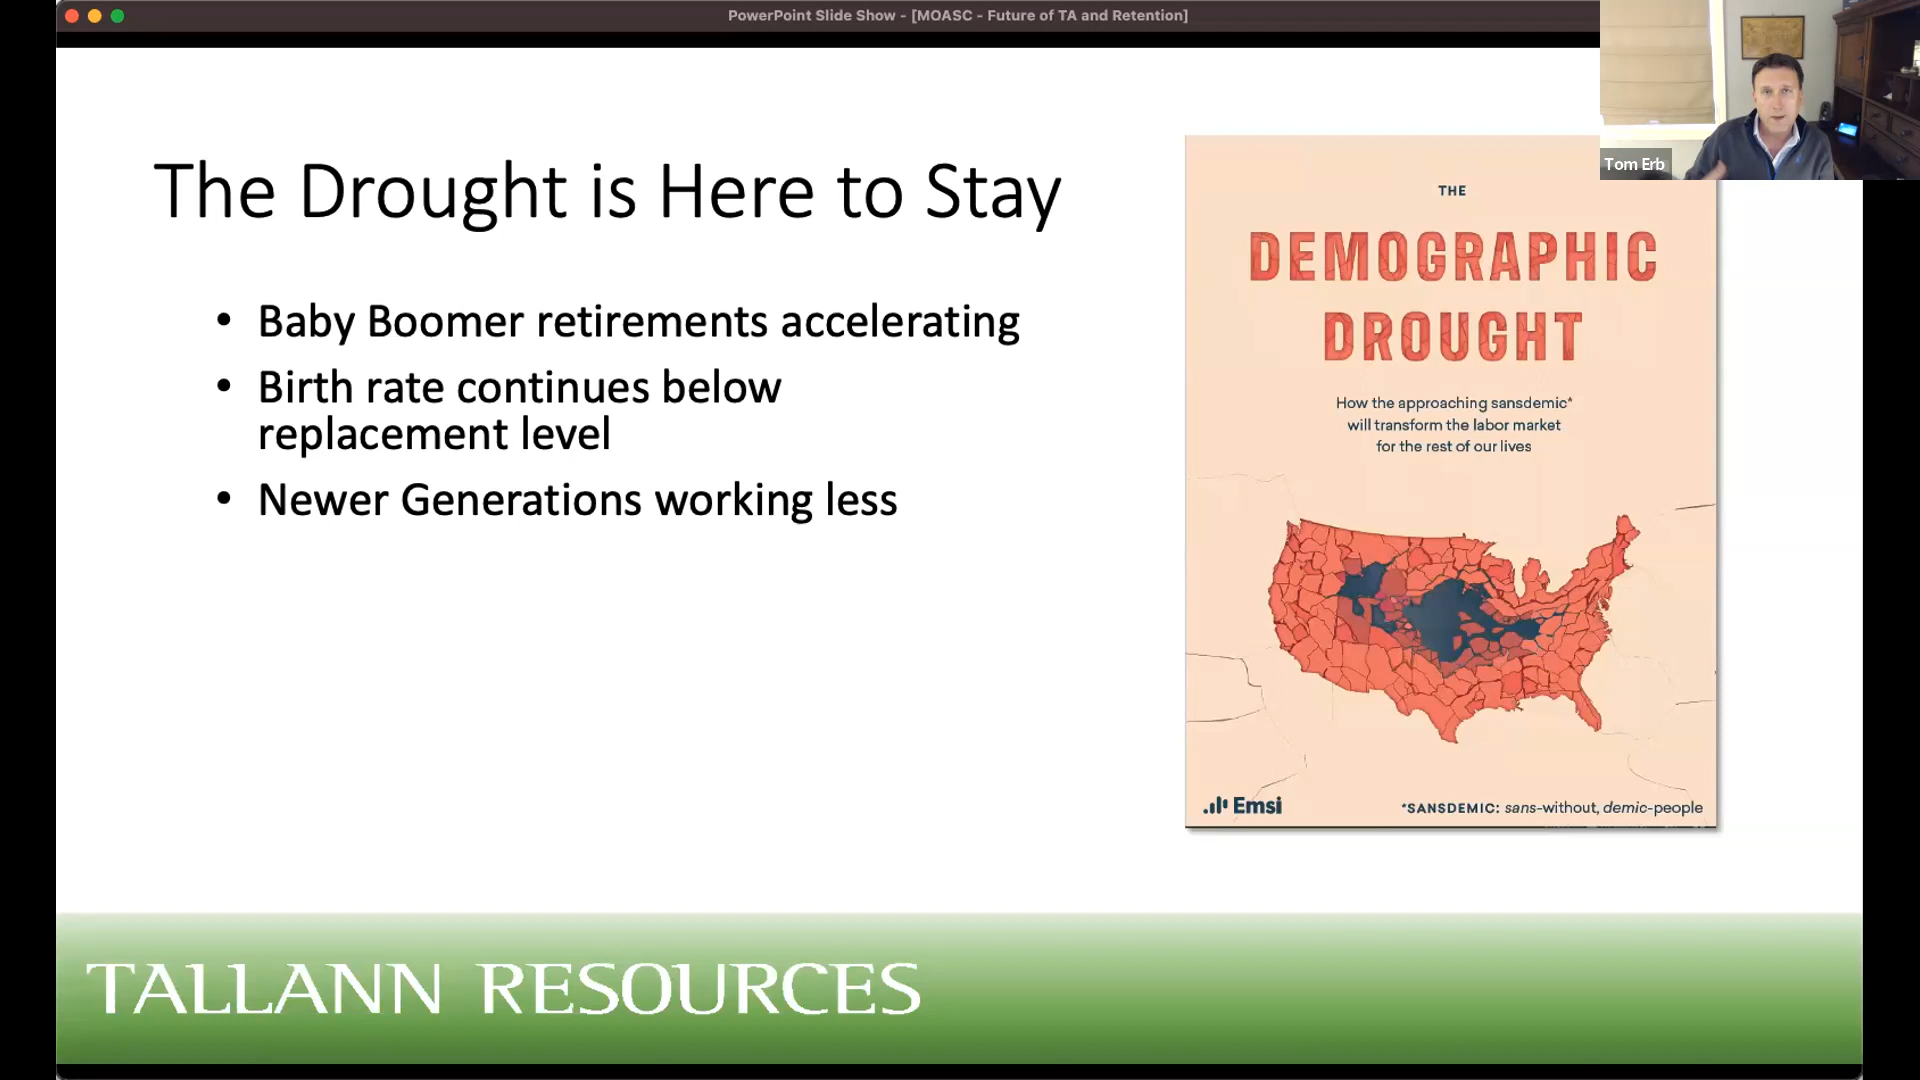 PowerPoint Slide Show - [MOASC - Future of TA and Retention]
Tom Erb
The Drought is Here to Stay
• Baby Boomer retirements accelerating
• Birth rate continues below
replacement level
• Newer Generations working less
THE
DEMOGRAPHIC
DROUGHT
How the approaching sansdemic*
will transform the labor market
for the rest of our lives
Emsi
*SANSDEMIC: sans-without, demic-people
TALLANN RESOURCES